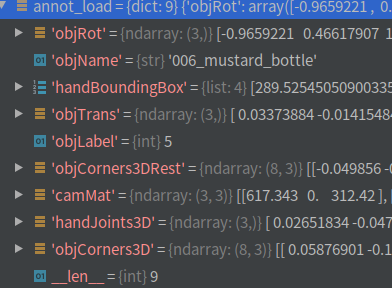 annot_load = {dict: 9} {'objRot': array([-0.9659221 , 0.
'objRot' = {ndarray: (3,)} [-0.9659221 0.46617907 1
'objName' = {str} '006_mustard_bottle'
'handBoundingBox' = {list: 4} [289.5254505090033
'objTrans' = {ndarray: (3,)} [ 0.03373884 -0.0141548
'objLabel' = {int} 5
'objCorners3DRest' = {ndarray: (8, 3)} [[-0.049856 -0
'camMat' = {ndarray: (3, 3)} [[617.343 0. 312.42 ],
'handJoints3D' = {ndarray: (3,)} [ 0.02651834 -0.047
'objCorners3D' = {ndarray: (8, 3)} [[ 0.05876901 -0.1
__len__ = {int} 9